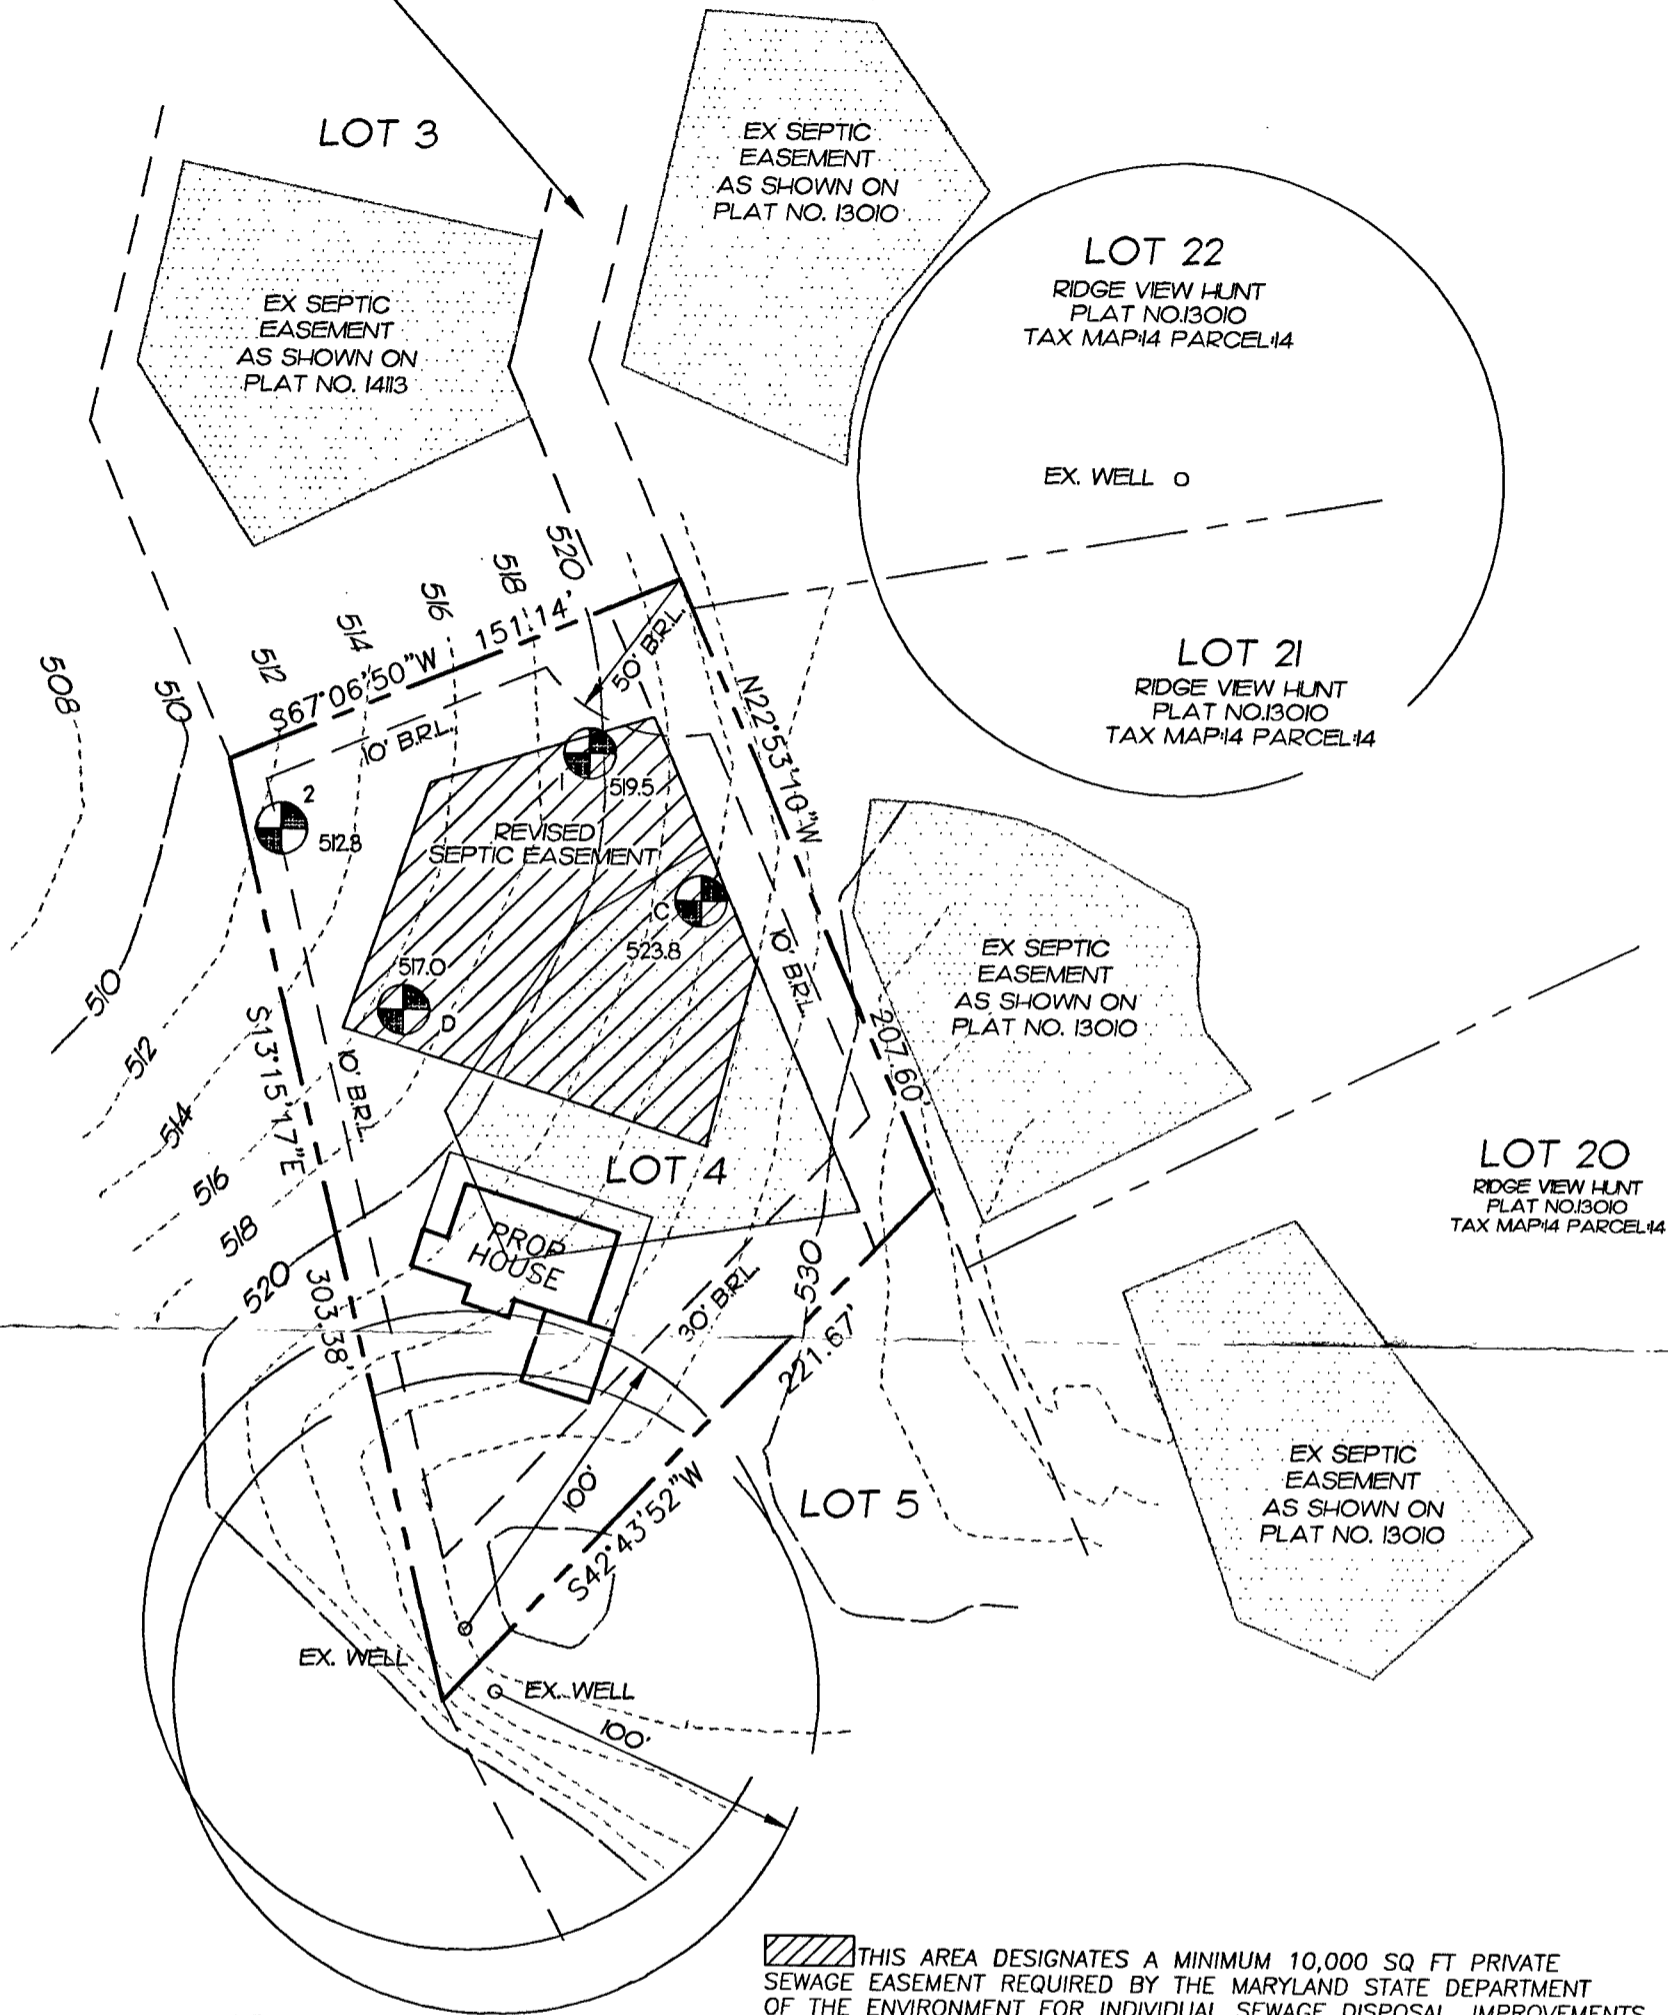 LOT 3
EX SEPTIC
EASEMENT
AS SHOWN ON
PLAT NO. 13010
EX SEPTIC
EASEMENT
AS SHOWN ON
PLAT NO. 14113
LOT 22
RIDGE VIEW HUNT
PLAT NO.13010
TAX MAP:14 PARCEL:14
EX. WELL
508
510
512
514
516
518
520
S67°06'50"W 151.14'
10' B.R.L.
50' B.R.L.
N22°53'10"W
207.60'
LOT 21
RIDGE VIEW HUNT
PLAT NO.13010
TAX MAP:14 PARCEL:14
2
512.8
1
519.5
REVISED
SEPTIC EASEMENT
C
523.8
517.0
D
10' B.R.L.
EX SEPTIC
EASEMENT
AS SHOWN ON
PLAT NO. 13010
510
512
514
516
518
520
S13°15'17"E
303.38'
10' B.R.L.
LOT 4
PROP
HOUSE
30' B.R.L.
530
221.67'
S42°43'52"W
LOT 20
RIDGE VIEW HUNT
PLAT NO.13010
TAX MAP:14 PARCEL:14
EX SEPTIC
EASEMENT
AS SHOWN ON
PLAT NO. 13010
LOT 5
100'
EX. WELL
EX. WELL
100'
THIS AREA DESIGNATES A MINIMUM 10,000 SQ FT PRIVATE
SEWAGE EASEMENT REQUIRED BY THE MARYLAND STATE DEPARTMENT
OF THE ENVIRONMENT FOR INDIVIDUAL SEWAGE DISPOSAL. IMPROVEMENTS